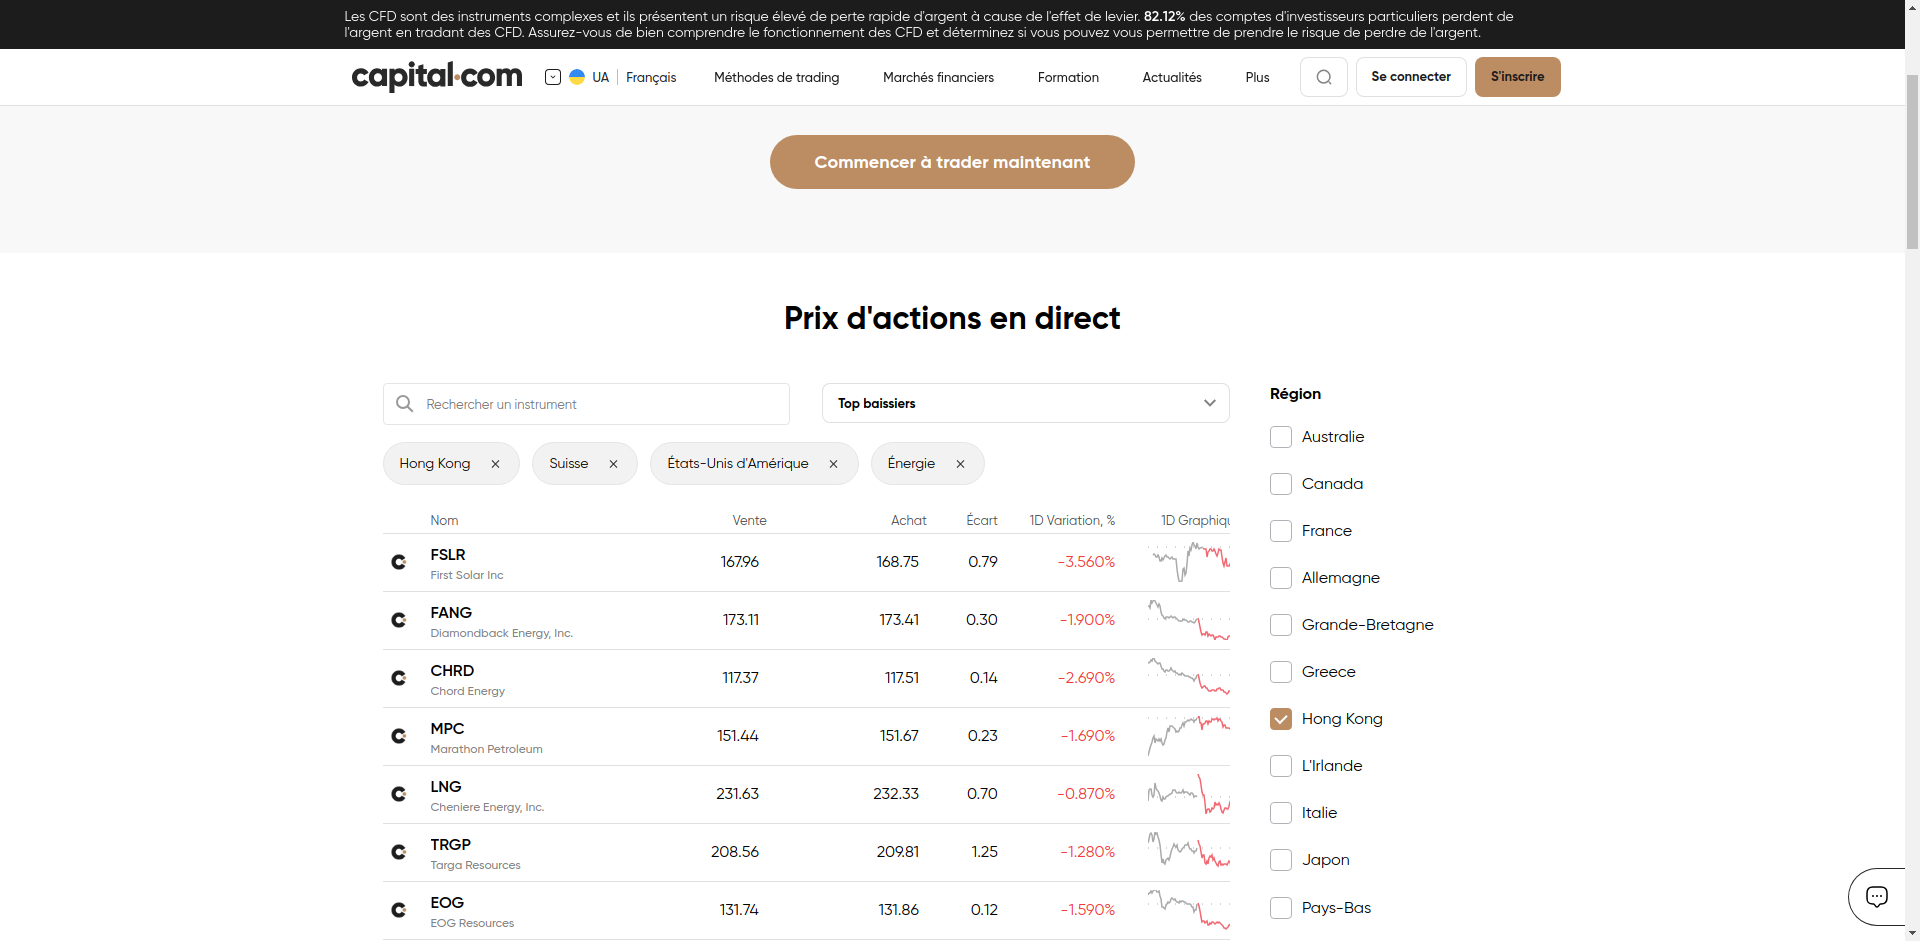 Les CFD sont des instruments complexes et ils présentent un risque élevé de perte rapide d'argent à cause de l'effet de levier. 82.12% des comptes d'investisseurs particuliers perdent de
l'argent en tradant des CFD. Assurez-vous de bien comprendre le fonctionnement des CFD et déterminez si vous pouvez vous permettre de prendre le risque de perdre de l'argent.
capital.com UA Français Méthodes de trading Marchés financiers Formation Actualités Plus Se connecter S'inscrire
Commencer à trader maintenant
Prix d'actions en direct
Rechercher un instrument
Top baissiers
Hong Kong × Suisse × États-Unis d'Amérique × Énergie ×
Nom Vente Achat Écart 1D Variation, % 1D Graphiqu
FSLR
First Solar Inc
167.96 168.75 0.79 -3.560%
FANG
Diamondback Energy, Inc.
173.11 173.41 0.30 -1.900%
CHRD
Chord Energy
117.37 117.51 0.14 -2.690%
MPC
Marathon Petroleum
151.44 151.67 0.23 -1.690%
LNG
Cheniere Energy, Inc.
231.63 232.33 0.70 -0.870%
TRGP
Targa Resources
208.56 209.81 1.25 -1.280%
EOG
EOG Resources
131.74 131.86 0.12 -1.590%
Région
Australie
Canada
France
Allemagne
Grande-Bretagne
Greece
Hong Kong
L'Irlande
Italie
Japon
Pays-Bas